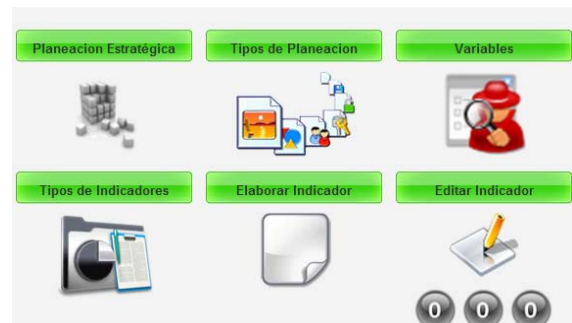 Planeacion Estratégica
Tipos de Planeacion
Variables
Tipos de Indicadores
Elaborar Indicador
Editar Indicador
0 0 0